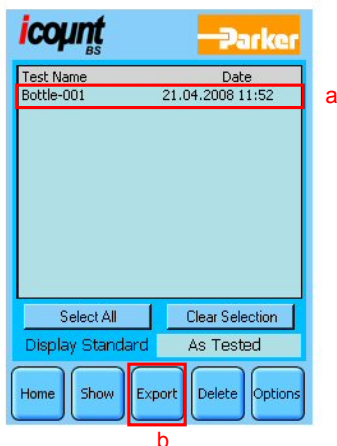 icount
BS
Parker
Test Name Date
Bottle-001 21.04.2008 11:52
a
Select All Clear Selection
Display Standard As Tested
Home Show Export Delete Options
b